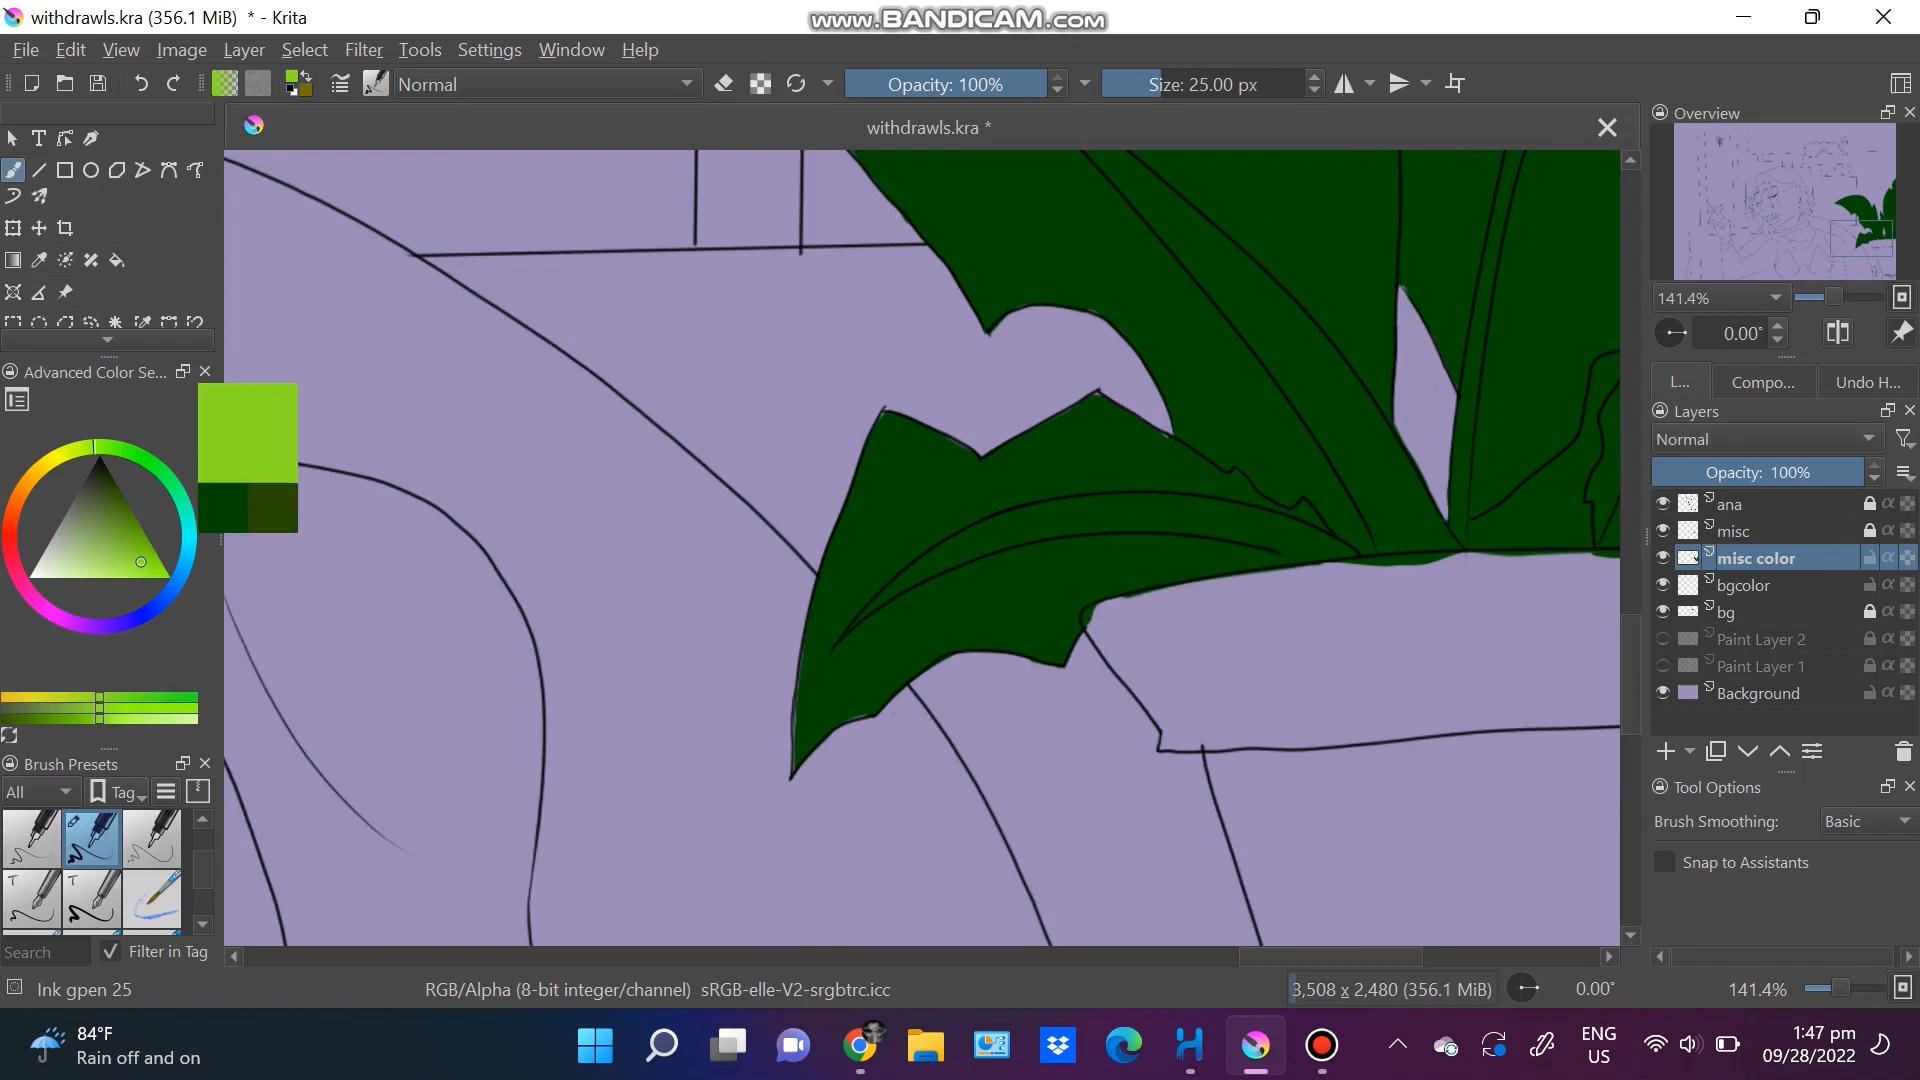 withdrawls.kra (356.1 MiB) * - Krita
www.BANDICAM.com
File Edit View Image Layer Select Filter Tools Settings Window Help
Normal
Opacity: 100%
Size: 25.00 px
withdrawls.kra *
Overview
141.4%
0.00°
Advanced Color Se...
L... Compo... Undo H...
Layers
Normal
Opacity: 100%
ana
misc
misc color
bgcolor
bg
Paint Layer 2
Paint Layer 1
Background
Brush Presets
All
Tag
Tool Options
Brush Smoothing: Basic
Snap to Assistants
Search
Filter in Tag
Ink gpen 25
RGB/Alpha (8-bit integer/channel) sRGB-elle-V2-srgbtrc.icc
3,508 x 2,480 (356.1 MiB)
0.00°
141.4%
84°F
Rain off and on
ENG
US
1:47 pm
09/28/2022